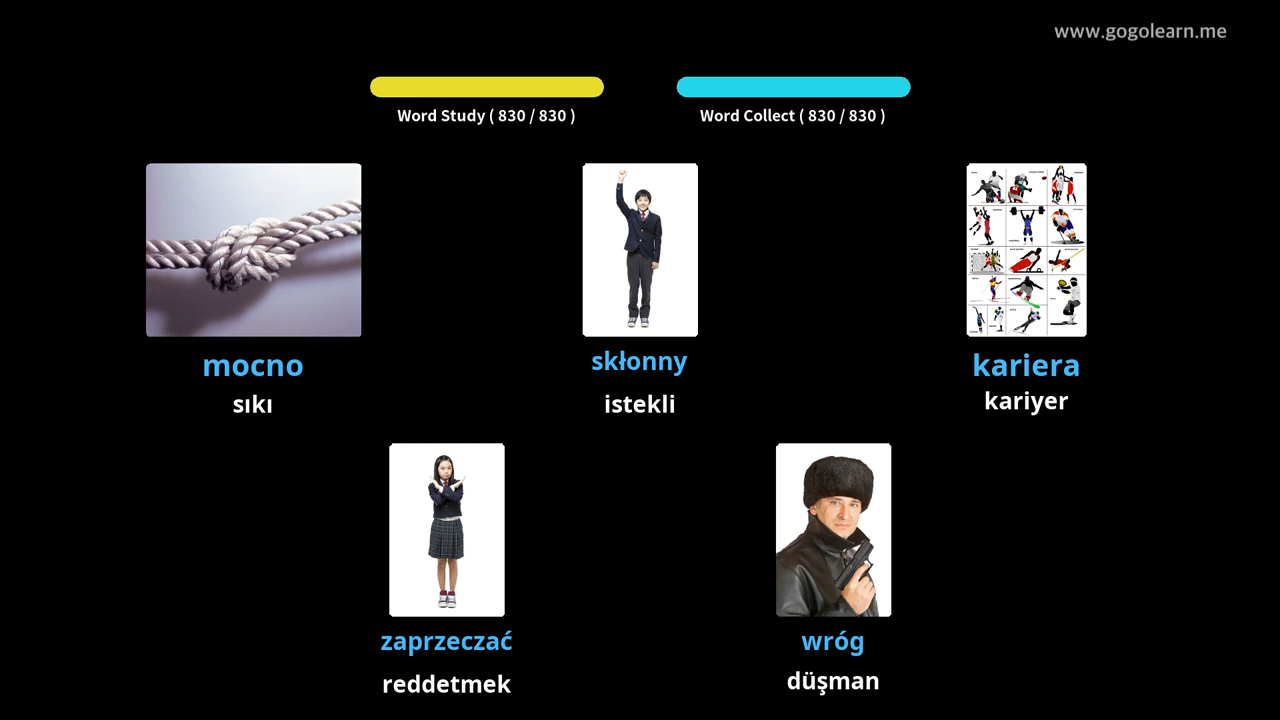 www.gogolearn.me
Word Study ( 830 / 830 )
Word Collect ( 830 / 830 )
mocno
sıkı
skłonny
istekli
kariera
kariyer
zaprzeczać
reddetmek
wróg
düşman